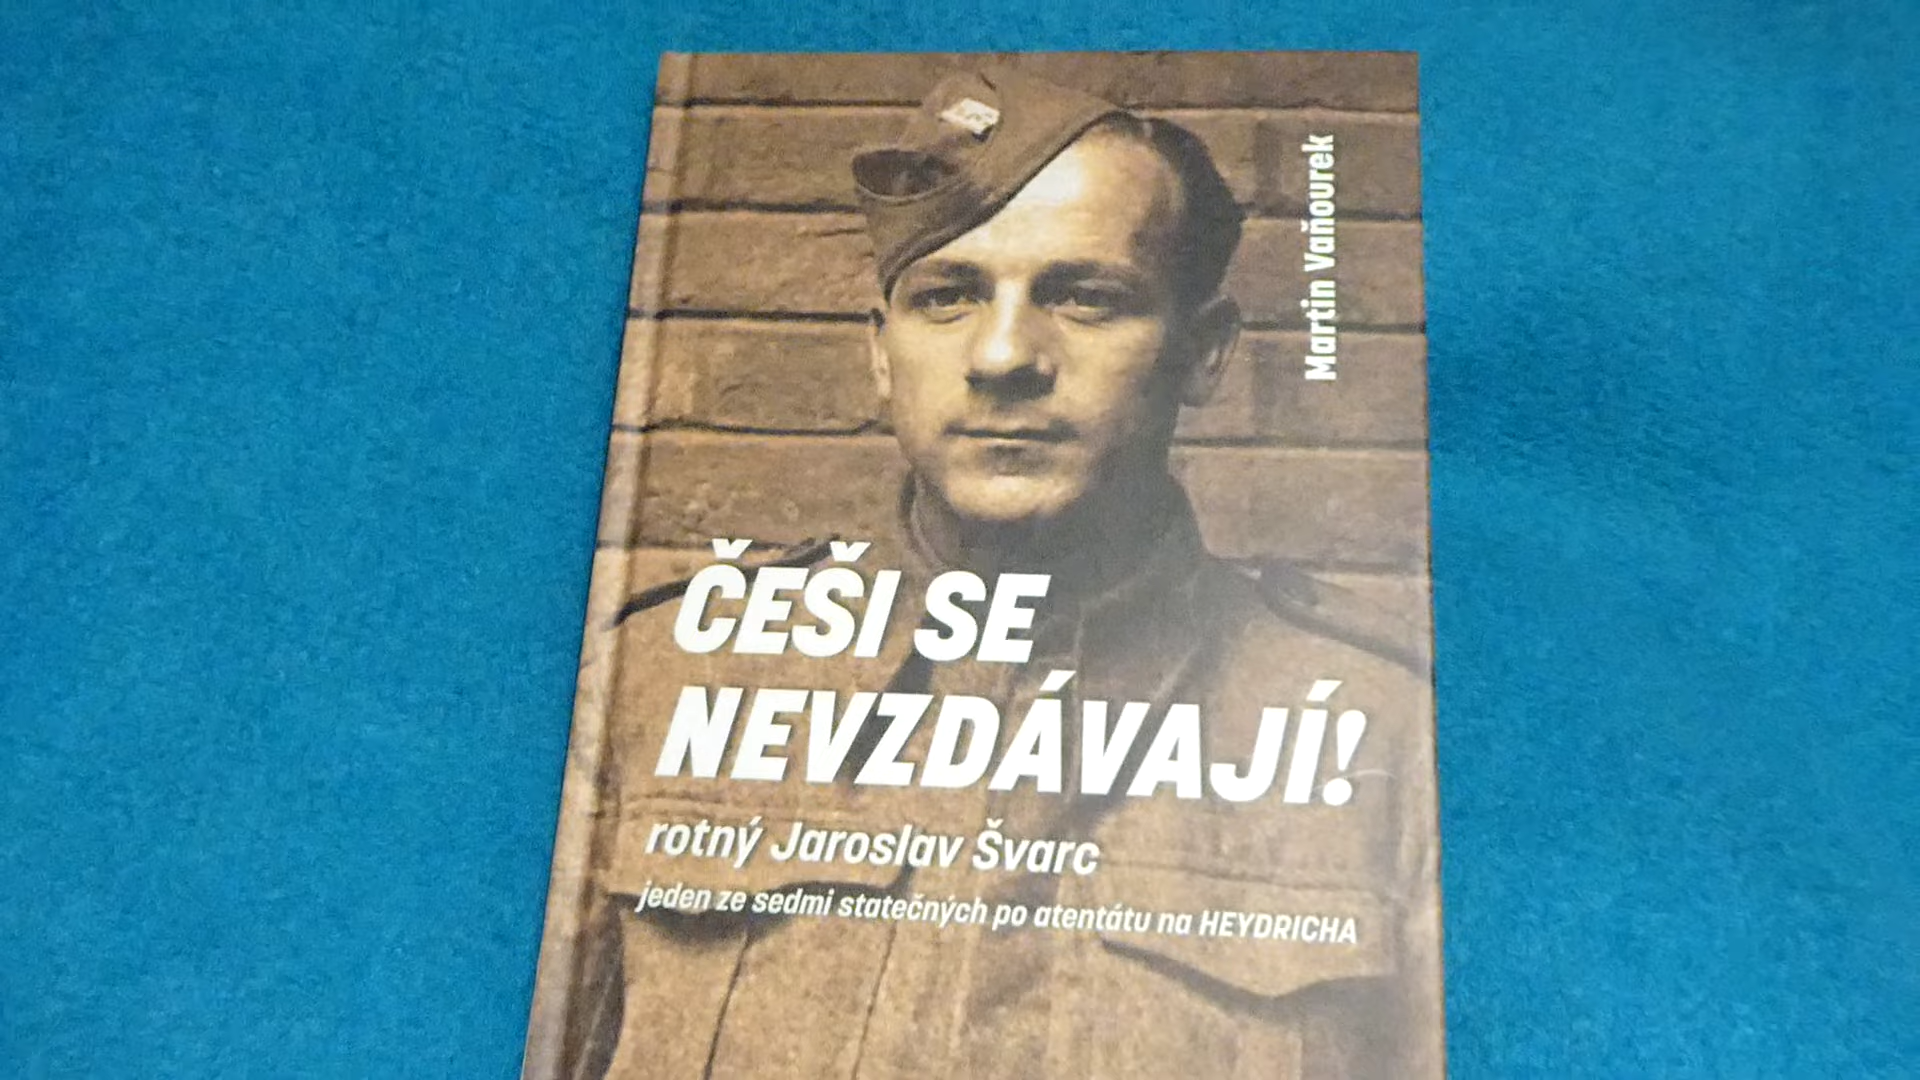 Martin Vaňourek
ČEŠI SE
NEVZDÁVAJÍ!
rotný Jaroslav Švarc
jeden ze sedmi statečných po atentátu na HEYDRICHA